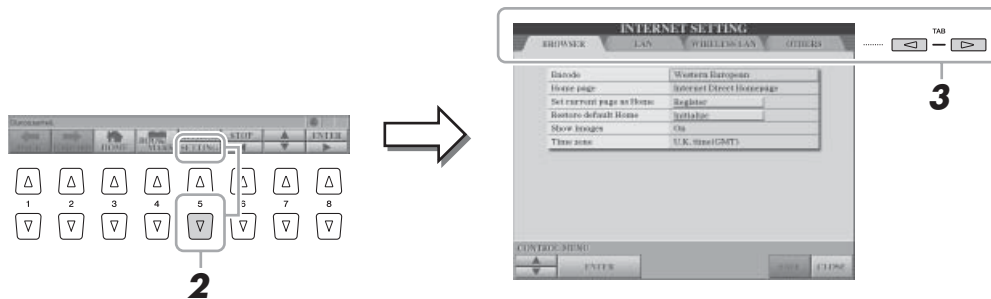 Successful.
BACK
FORWARD
HOME
BOOK-
MARKS
SETTING
STOP
ENTER
1 2 3 4 5 6 7 8
2
INTERNET SETTING
BROWSER LAN WIRELESS LAN OTHERS
TAB
3
Encode Western European
Home page Internet Direct Homepage
Set current page as Home Register
Restore default Home Initialize
Show images On
Time zone U.K. time(GMT)
CONTROL MENU
ENTER
CLOSE